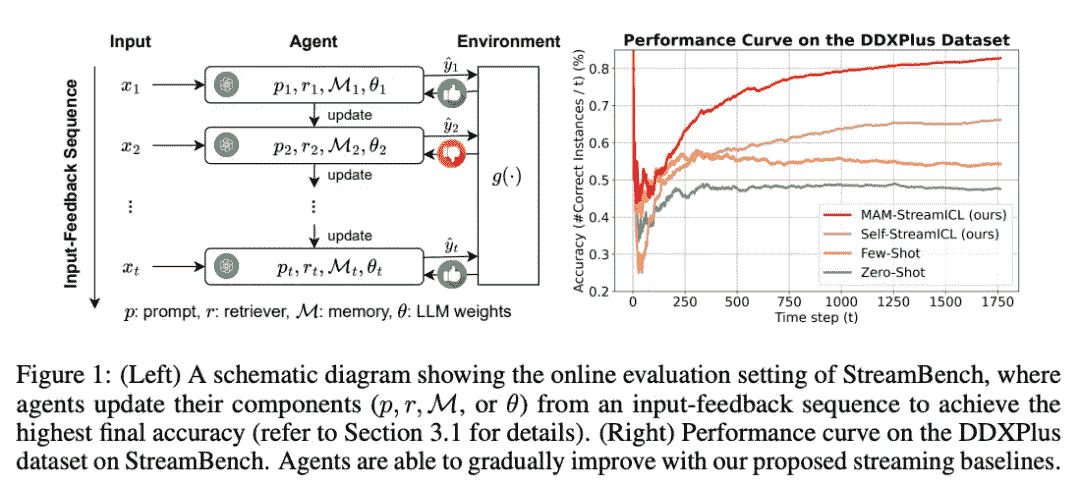 Input Agent Environment
Input-Feedback Sequence
x₁ p₁, r₁, ℳ₁, θ₁ ŷ₁
update
x₂ p₂, r₂, ℳ₂, θ₂ ŷ₂
update
g(·)
⋮ ⋮
update
xₜ pₜ, rₜ, ℳₜ, θₜ ŷₜ
p: prompt, r: retriever, ℳ: memory, θ: LLM weights
Performance Curve on the DDXPlus Dataset
Accuracy (#Correct Instances / t) (%)
0.8
0.7
0.6
0.5
0.4
0.3
0.2
MAM-StreamICL (ours)
Self-StreamICL (ours)
Few-Shot
Zero-Shot
0 250 500 750 1000 1250 1500 1750
Time step (t)
Figure 1: (Left) A schematic diagram showing the online evaluation setting of StreamBench, where
agents update their components (p, r, ℳ, or θ) from an input-feedback sequence to achieve the
highest final accuracy (refer to Section 3.1 for details). (Right) Performance curve on the DDXPlus
dataset on StreamBench. Agents are able to gradually improve with our proposed streaming baselines.